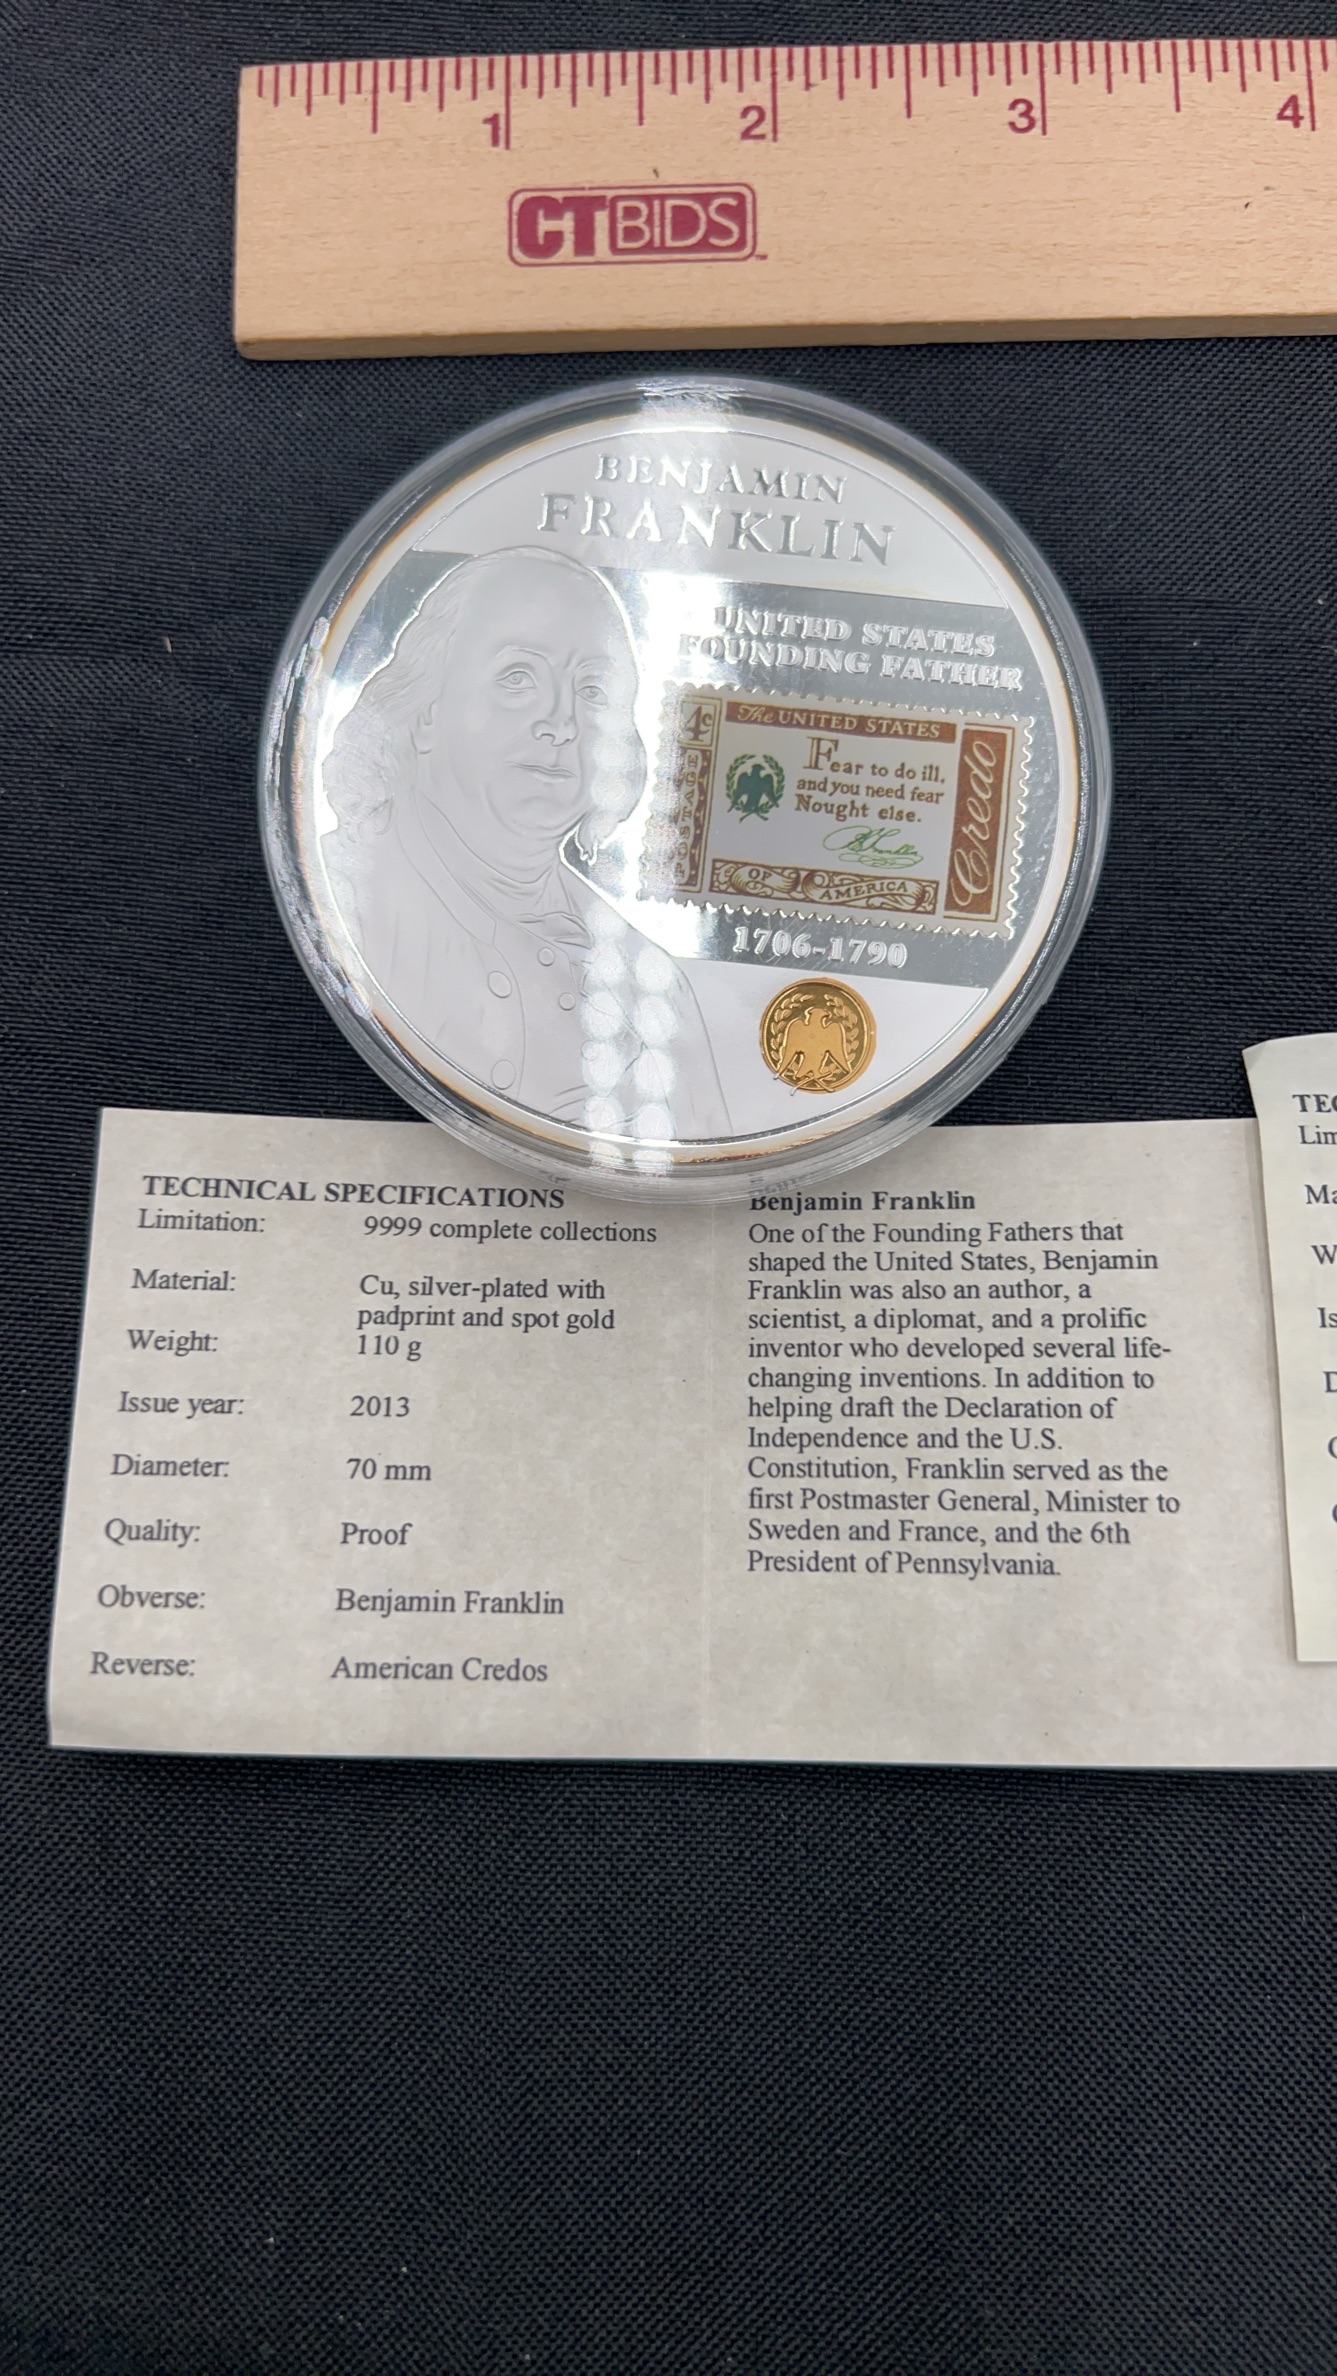 1 2 3 4
CTBIDS™
BENJAMIN
FRANKLIN
UNITED STATES
FOUNDING FATHER
4c
The UNITED STATES
POSTAGE
Fear to do ill,
and you need fear
Nought else.
B Franklin
Credo
OF AMERICA
1706-1790
TECHNICAL SPECIFICATIONS
Limitation: 9999 complete collections
Material: Cu, silver-plated with
padprint and spot gold
Weight: 110 g
Issue year: 2013
Diameter: 70 mm
Quality: Proof
Obverse: Benjamin Franklin
Reverse: American Credos
Benjamin Franklin
One of the Founding Fathers that
shaped the United States, Benjamin
Franklin was also an author, a
scientist, a diplomat, and a prolific
inventor who developed several life-
changing inventions. In addition to
helping draft the Declaration of
Independence and the U.S.
Constitution, Franklin served as the
first Postmaster General, Minister to
Sweden and France, and the 6th
President of Pennsylvania.